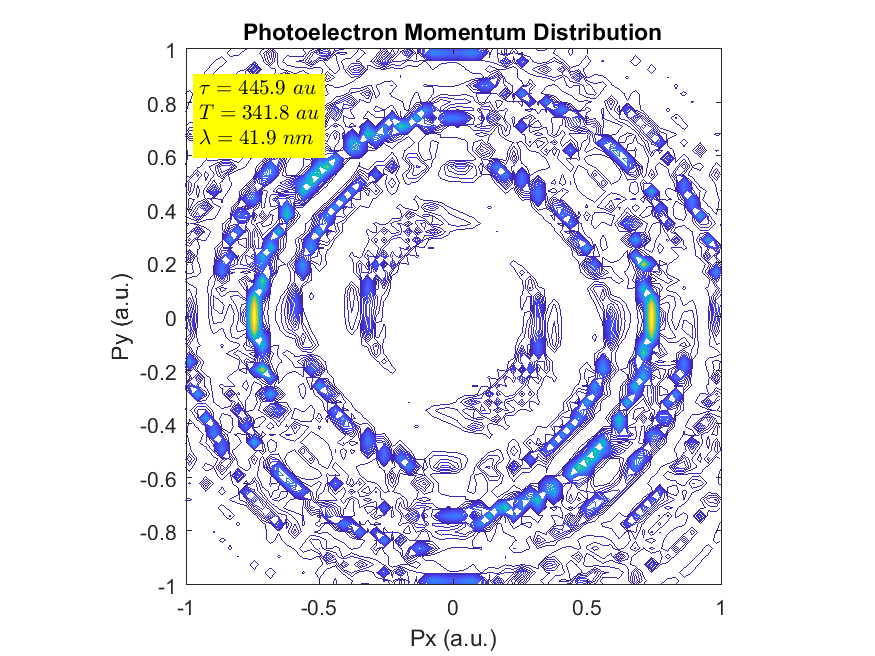 Photoelectron Momentum Distribution
τ = 445.9 au
T = 341.8 au
λ = 41.9 nm
1
0.8
0.6
0.4
0.2
0
-0.2
-0.4
-0.6
-0.8
-1
Py (a.u.)
-1 -0.5 0 0.5 1
Px (a.u.)